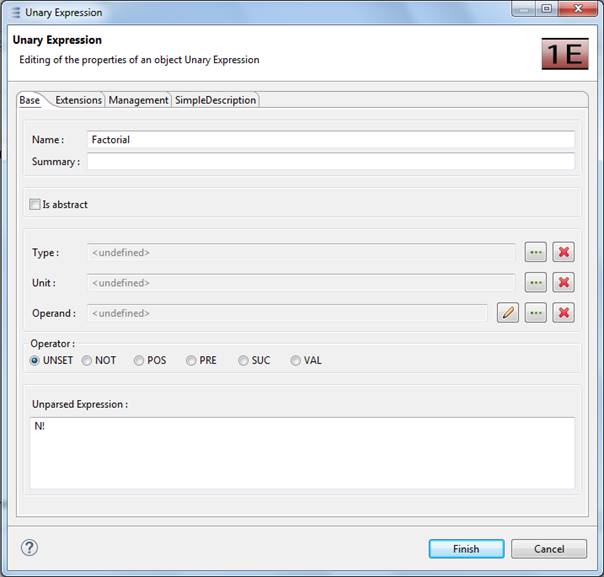 Unary Expression
Unary Expression
Editing of the properties of an object Unary Expression
1E
Base Extensions Management SimpleDescription
Name : Factorial
Summary :
Is abstract
Type : <undefined>
Unit : <undefined>
Operand : <undefined>
Operator :
UNSET NOT POS PRE SUC VAL
Unparsed Expression :
N!
? Finish Cancel